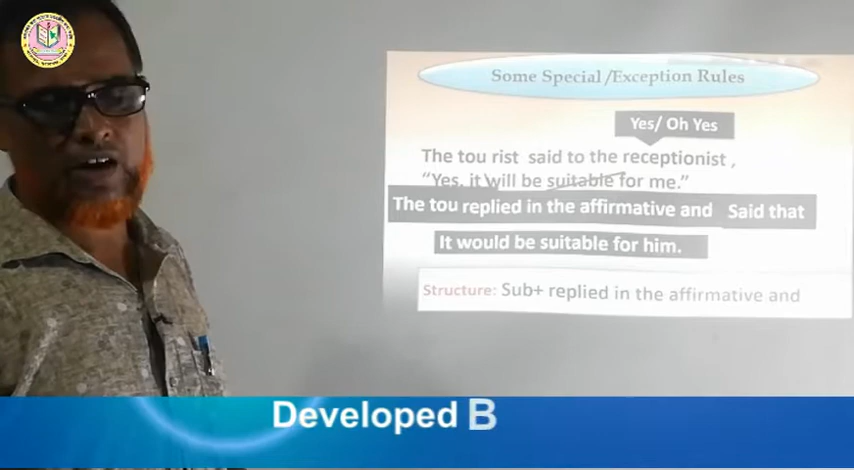 Some Special/Exception Rules
Yes/ Oh Yes
The tou rist said to the receptionist ,
“Yes, it will be suitable for me.”
The tou replied in the affirmative and Said that
It would be suitable for him.
Structure: Sub+ replied in the affirmative and
Developed B